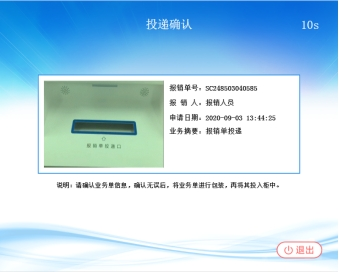 投递确认
10s
报销单号：SC248503040585
报 销 人：报销人员
申请日期：2020-09-03 13:44:25
业务摘要：报销单投递
报销单投递口
说明：请确认业务单信息，确认无误后，将业务单进行包装，再将其投入柜中。
退出